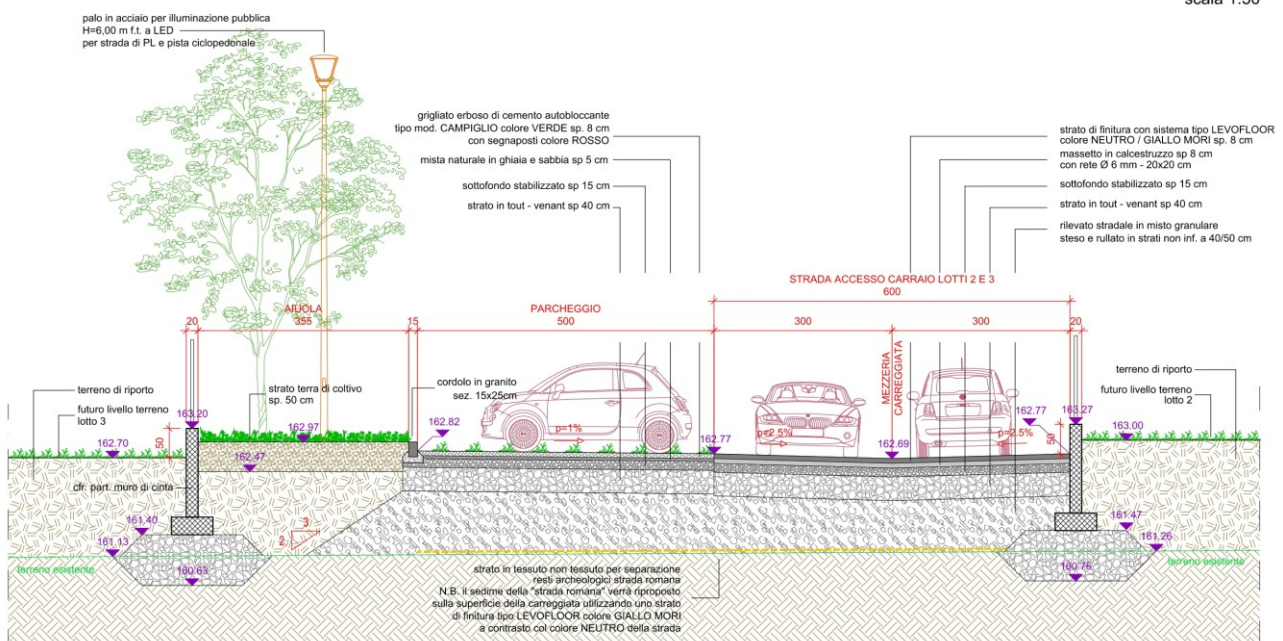 scala 1:50
palo in acciaio per illuminazione pubblica
H=6,00 m f.t. a LED
per strada di PL e pista ciclopedonale
grigliato erboso di cemento autobloccante
tipo mod. CAMPIGLIO colore VERDE sp. 8 cm
con segnaposti colore ROSSO
mista naturale in ghiaia e sabbia sp 5 cm
sottofondo stabilizzato sp 15 cm
strato in tout - venant sp 40 cm
strato di finitura con sistema tipo LEVOFLOOR
colore NEUTRO / GIALLO MORI sp. 8 cm
massetto in calcestruzzo sp 8 cm
con rete Ø 6 mm - 20x20 cm
sottofondo stabilizzato sp 15 cm
strato in tout - venant sp 40 cm
rilevato stradale in misto granulare
steso e rullato in strati non inf. a 40/50 cm
STRADA ACCESSO CARRAIO LOTTI 2 E 3
600
AIUOLA
PARCHEGGIO
20
355
15
500
300
300
20
MEZZERIA
CARREGGIATA
terreno di riporto
futuro livello terreno
lotto 3
162.70
50
163.20
strato terra di coltivo
sp. 50 cm
162.97
162.47
cordolo in granito
sez. 15x25cm
162.82
p=1%
162.77
p=2.5%
162.69
p=2.5%
162.77
50
163.27
terreno di riporto
futuro livello terreno
lotto 2
163.00
cfr. part. muro di cinta
161.40
161.13
160.63
terreno esistente
3
2
161.47
161.26
160.76
terreno esistente
strato in tessuto non tessuto per separazione
resti archeologici strada romana
N.B. il sedime della "strada romana" verrà riproposto
sulla superficie della carreggiata utilizzando uno strato
di finitura tipo LEVOFLOOR colore GIALLO MORI
a contrasto col colore NEUTRO della strada